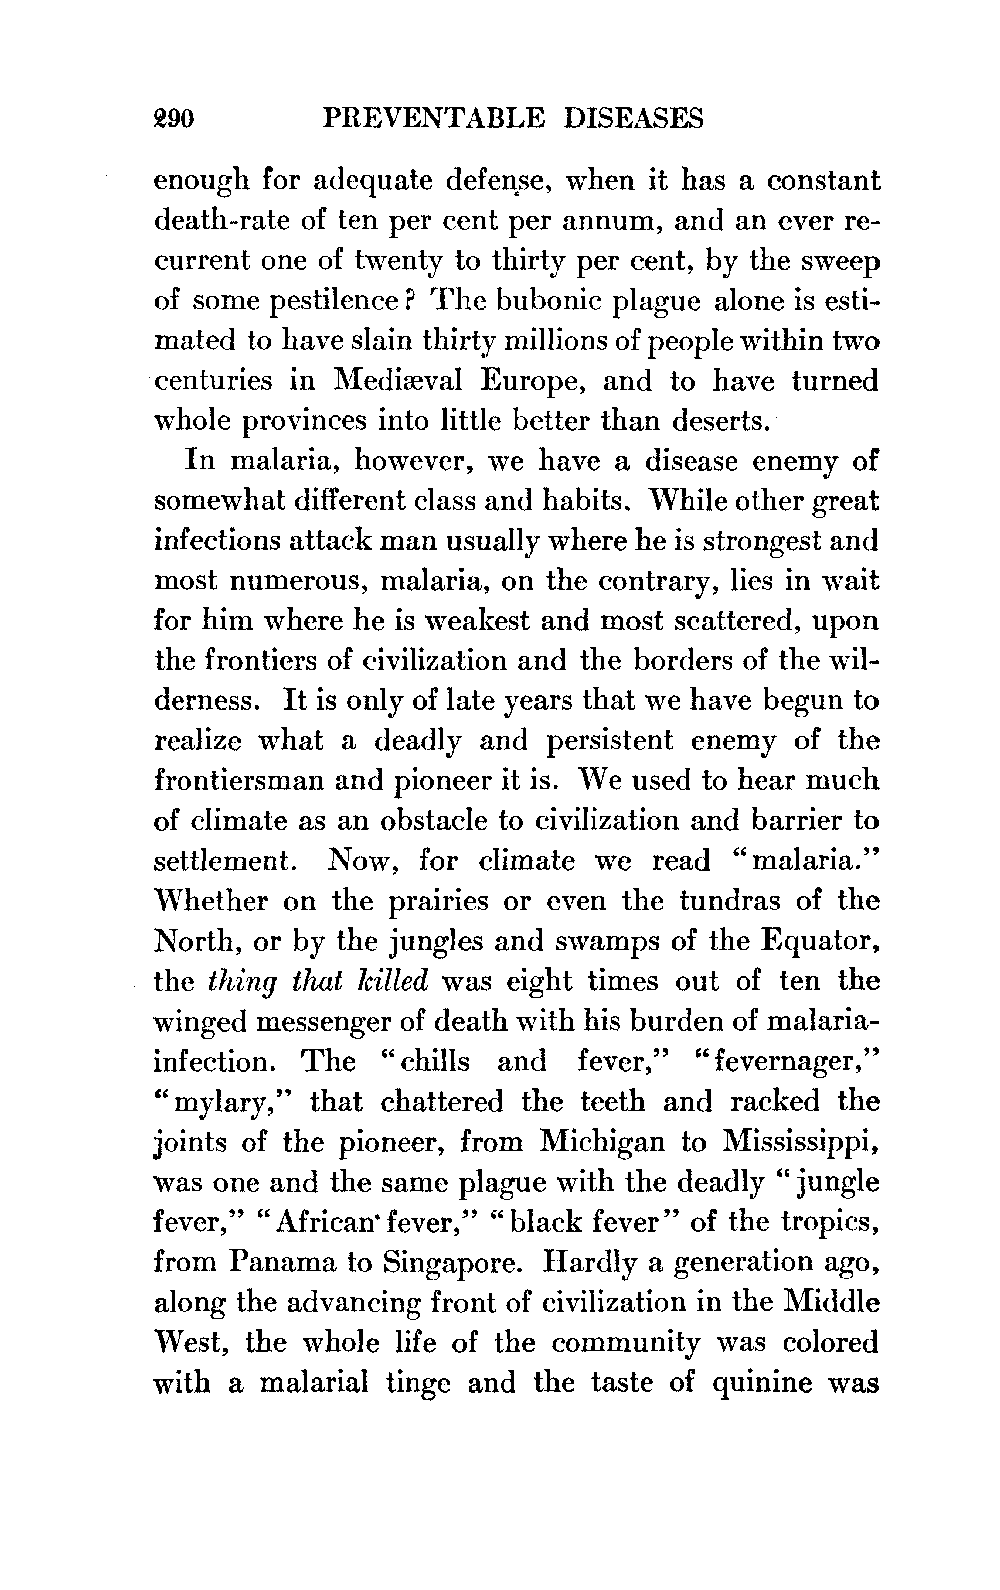 290 PREVENTABLE DISEASES
enough for adequate defense, when it has a constant
death-rate of ten per cent per annum, and an ever re-
current one of twenty to thirty per cent, by the sweep
of some pestilence? The bubonic plague alone is esti-
mated to have slain thirty millions of people within two
centuries in Mediæval Europe, and to have turned
whole provinces into little better than deserts.
In malaria, however, we have a disease enemy of
somewhat different class and habits. While other great
infections attack man usually where he is strongest and
most numerous, malaria, on the contrary, lies in wait
for him where he is weakest and most scattered, upon
the frontiers of civilization and the borders of the wil-
derness. It is only of late years that we have begun to
realize what a deadly and persistent enemy of the
frontiersman and pioneer it is. We used to hear much
of climate as an obstacle to civilization and barrier to
settlement. Now, for climate we read “malaria.”
Whether on the prairies or even the tundras of the
North, or by the jungles and swamps of the Equator,
the thing that killed was eight times out of ten the
winged messenger of death with his burden of malaria-
infection. The “chills and fever,” “fevernager,”
“mylary,” that chattered the teeth and racked the
joints of the pioneer, from Michigan to Mississippi,
was one and the same plague with the deadly “jungle
fever,” “African fever,” “black fever” of the tropics,
from Panama to Singapore. Hardly a generation ago,
along the advancing front of civilization in the Middle
West, the whole life of the community was colored
with a malarial tinge and the taste of quinine was